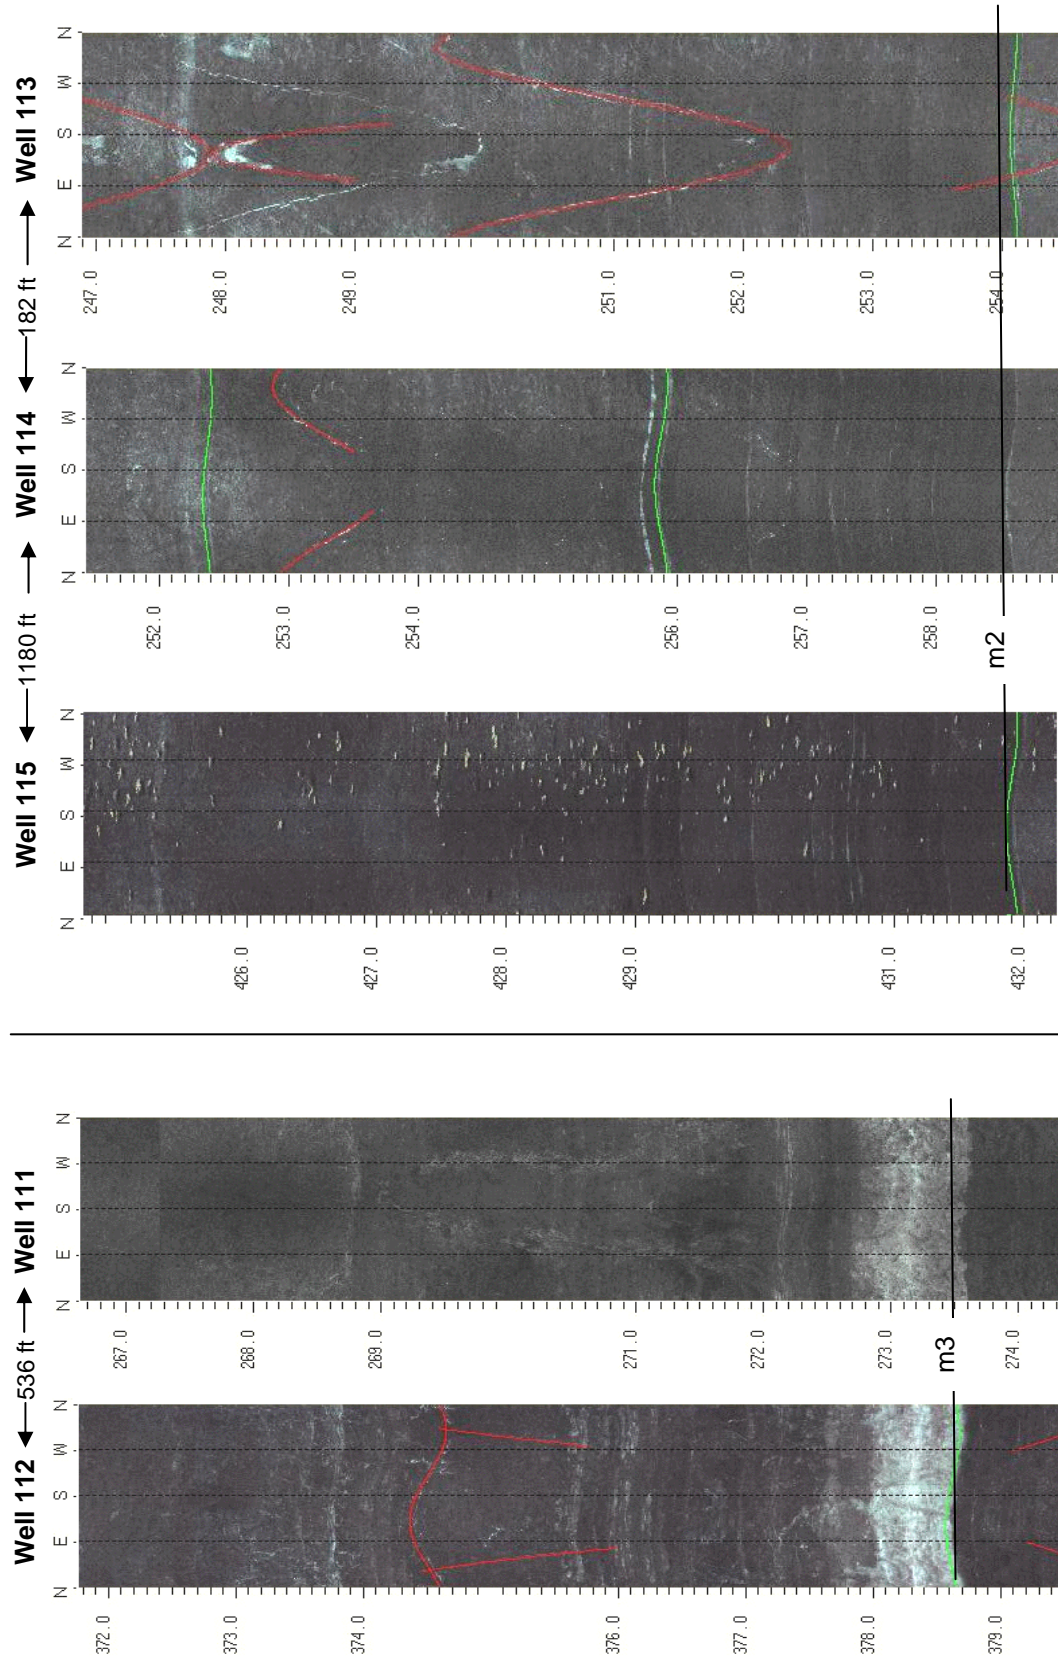 Well 112 ← 536 ft → Well 111
N E S W N
N E S W N
372.0 373.0 374.0 376.0 377.0 378.0 379.0
267.0 268.0 269.0 271.0 272.0 273.0 274.0
m3
Well 115 ← 1180 ft → Well 114 ← 182 ft → Well 113
N E S W N
N E S W N
N E S W N
426.0 427.0 428.0 429.0 431.0 432.0
252.0 253.0 254.0 256.0 257.0 258.0
247.0 248.0 249.0 251.0 252.0 253.0 254.0
m2